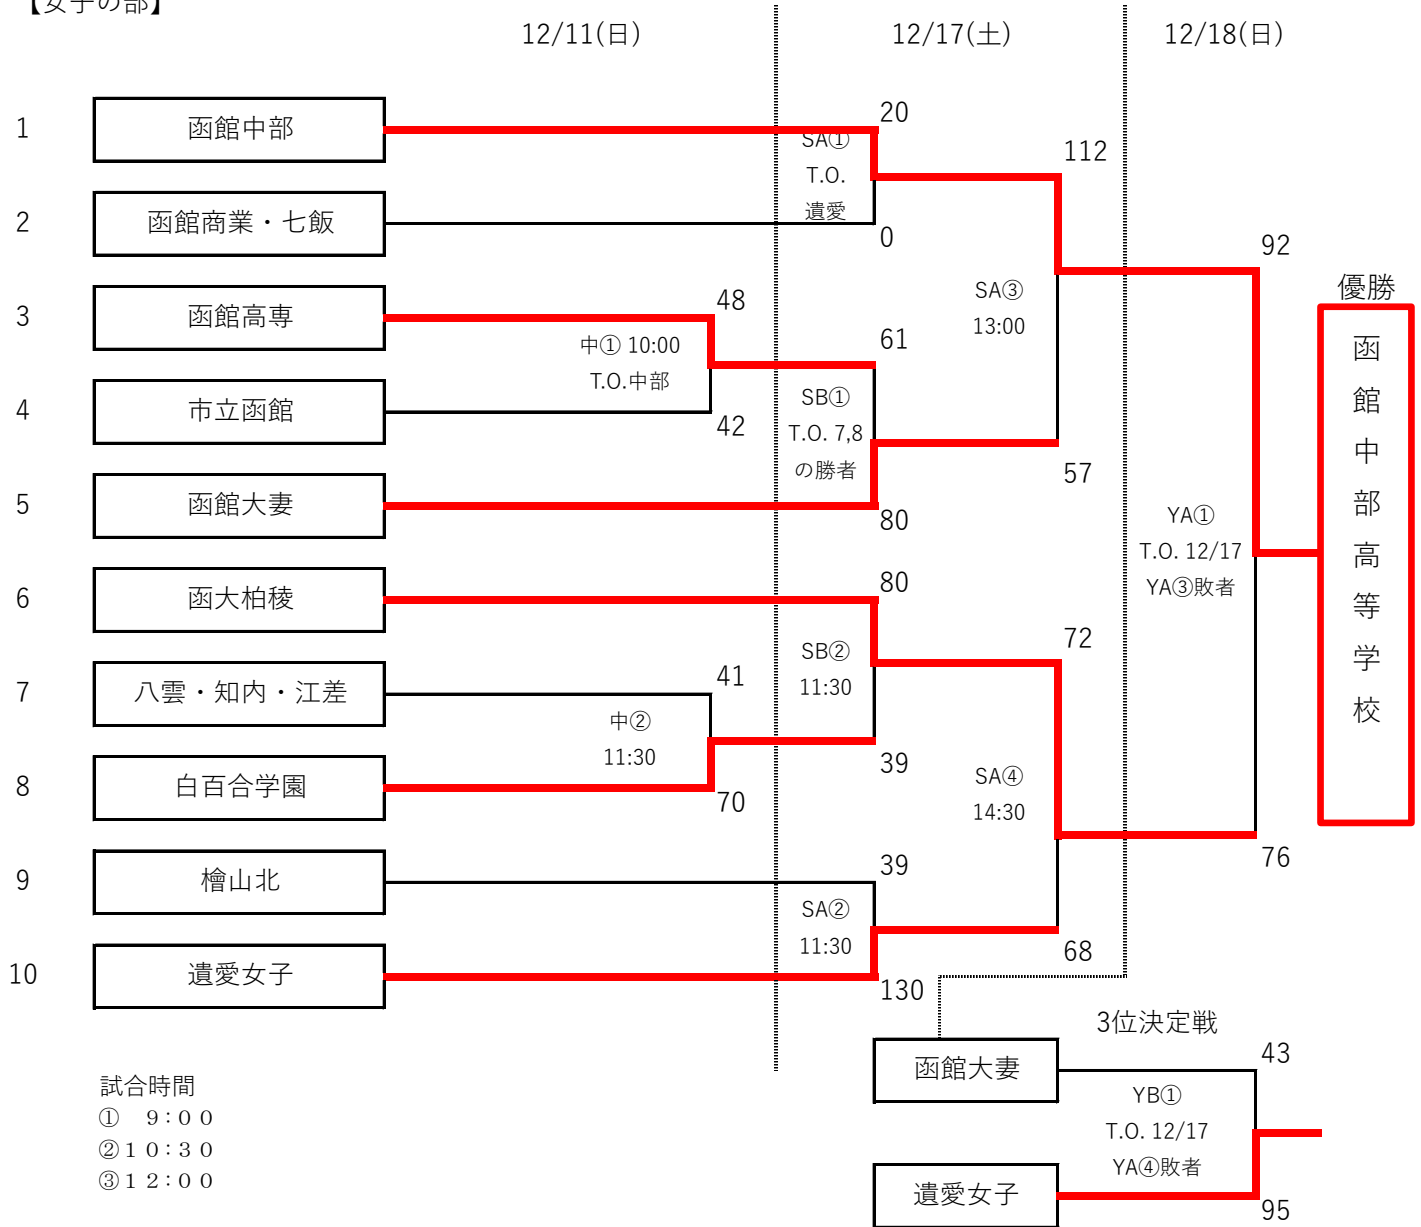 【女子の部】
12/11(日)
12/17(土)
12/18(日)
1
函館中部
20
SA①
T.O.
遺愛
112
2
函館商業・七飯
0
92
3
函館高専
48
中① 10:00
T.O.中部
61
SA③
13:00
優勝
函館中部高等学校
4
市立函館
42
SB①
T.O. 7,8
の勝者
57
5
函館大妻
80
YA①
T.O. 12/17
YA③敗者
6
函大柏稜
80
SB②
11:30
72
7
八雲・知内・江差
41
中②
11:30
8
白百合学園
70
39
SA④
14:30
76
9
檜山北
39
SA②
11:30
68
10
遺愛女子
130
3位決定戦
函館大妻
43
YB①
T.O. 12/17
YA④敗者
遺愛女子
95
試合時間
① ９：００
②１０：３０
③１２：００